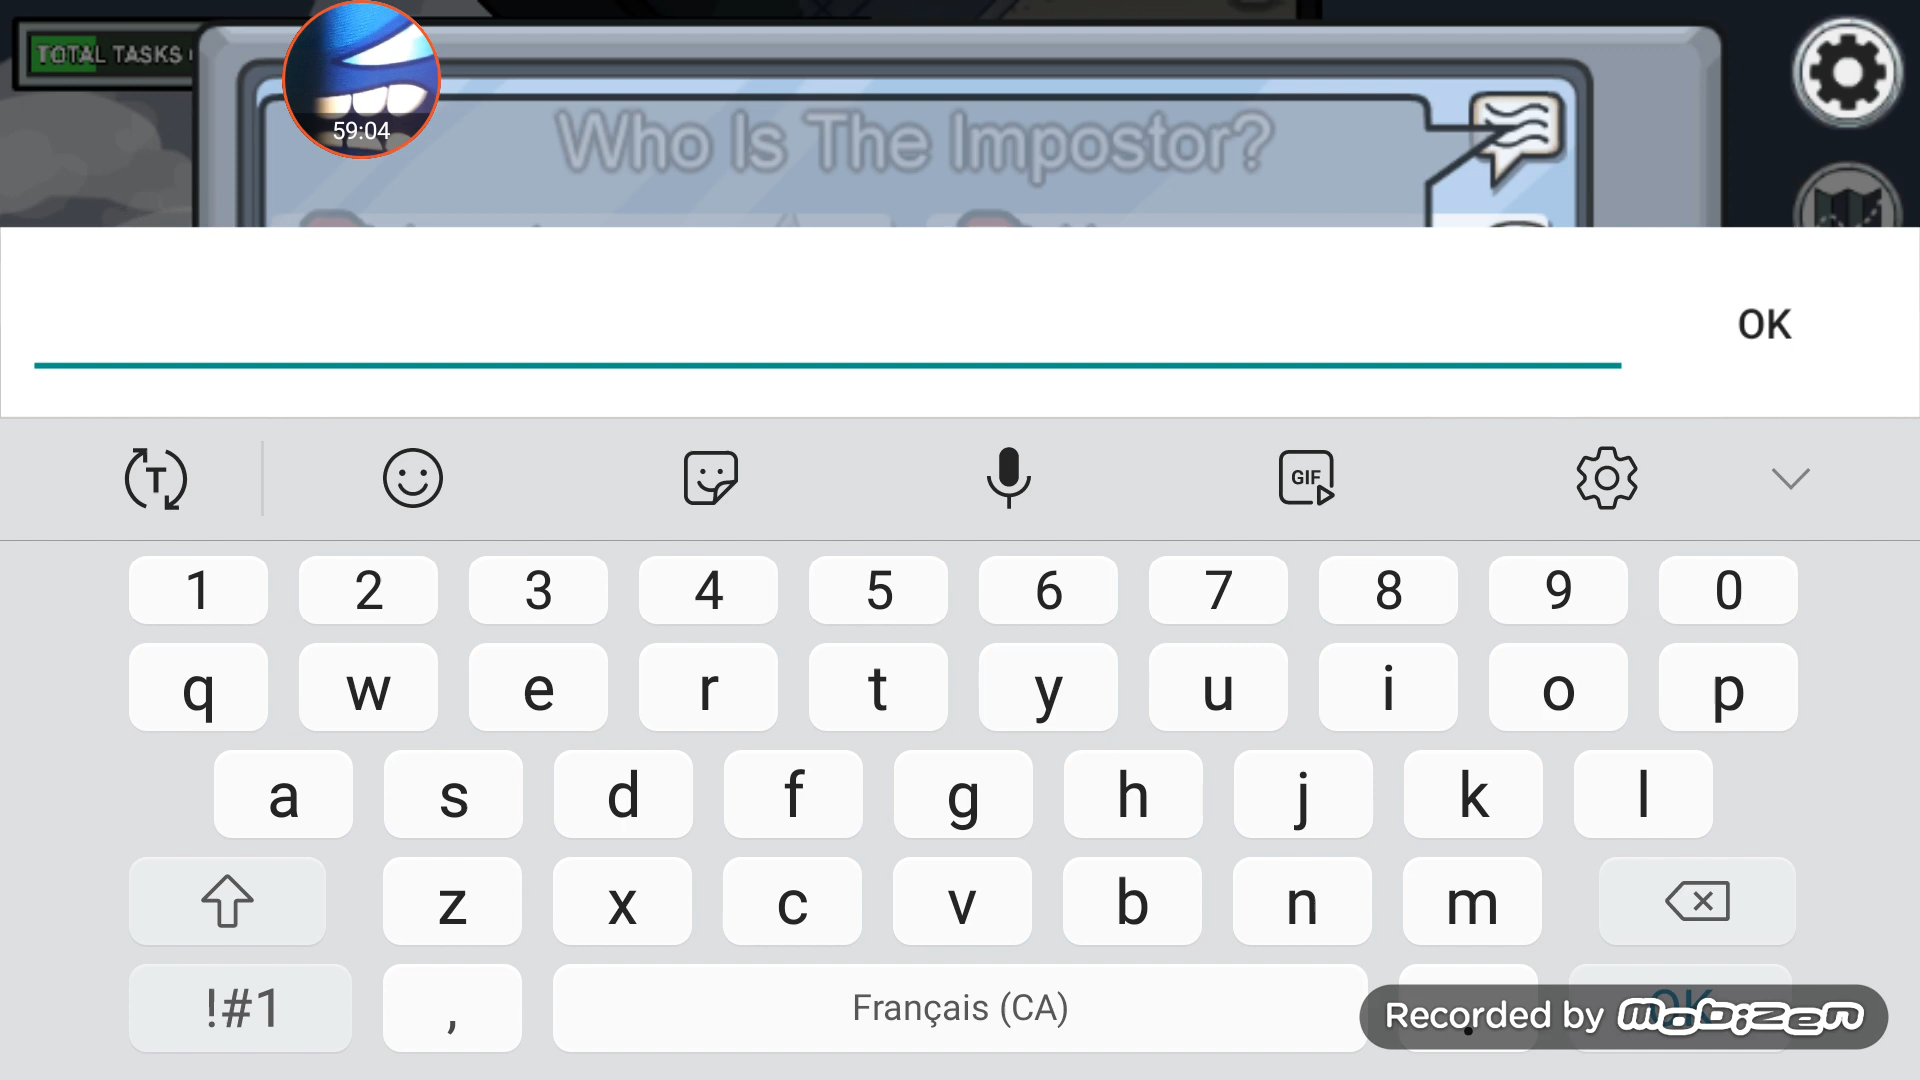 TOTAL TASKS
59:04
Who Is The Impostor?
OK
T
GIF
1 2 3 4 5 6 7 8 9 0
q w e r t y u i o p
a s d f g h j k l
z x c v b n m
!#1 , Français (CA) . OK
Recorded by mobizen